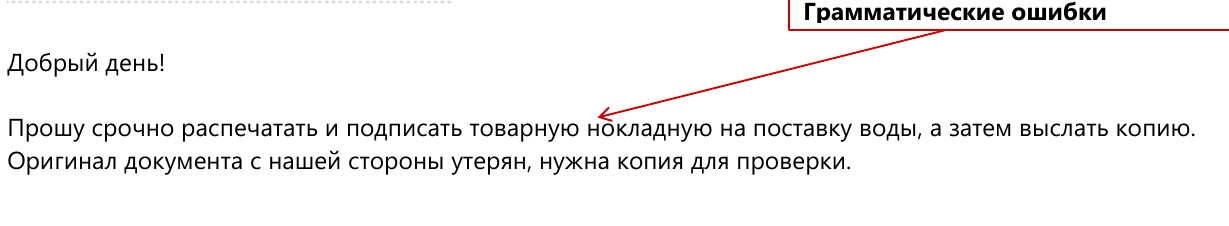 Грамматические ошибки
Добрый день!
Прошу срочно распечатать и подписать товарную нокладную на поставку воды, а затем выслать копию.
Оригинал документа с нашей стороны утерян, нужна копия для проверки.